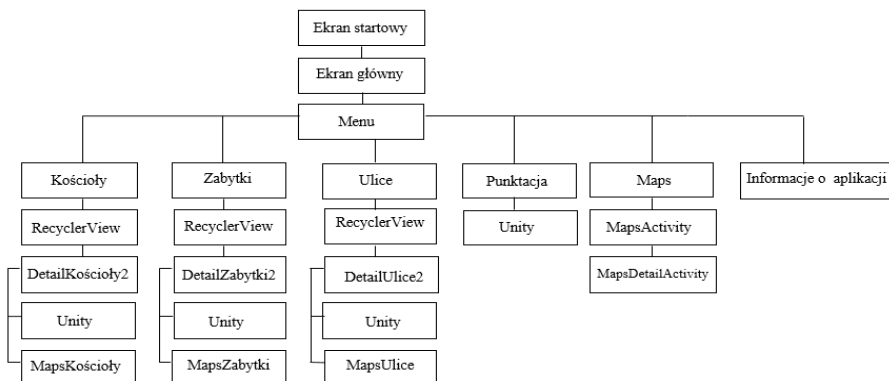 Ekran startowy
Ekran główny
Menu
Kościoły
Zabytki
Ulice
Punktacja
Maps
Informacje o aplikacji
RecyclerView
RecyclerView
RecyclerView
Unity
MapsActivity
DetailKościoły2
DetailZabytki2
DetailUlice2
MapsDetailActivity
Unity
Unity
Unity
MapsKościoły
MapsZabytki
MapsUlice